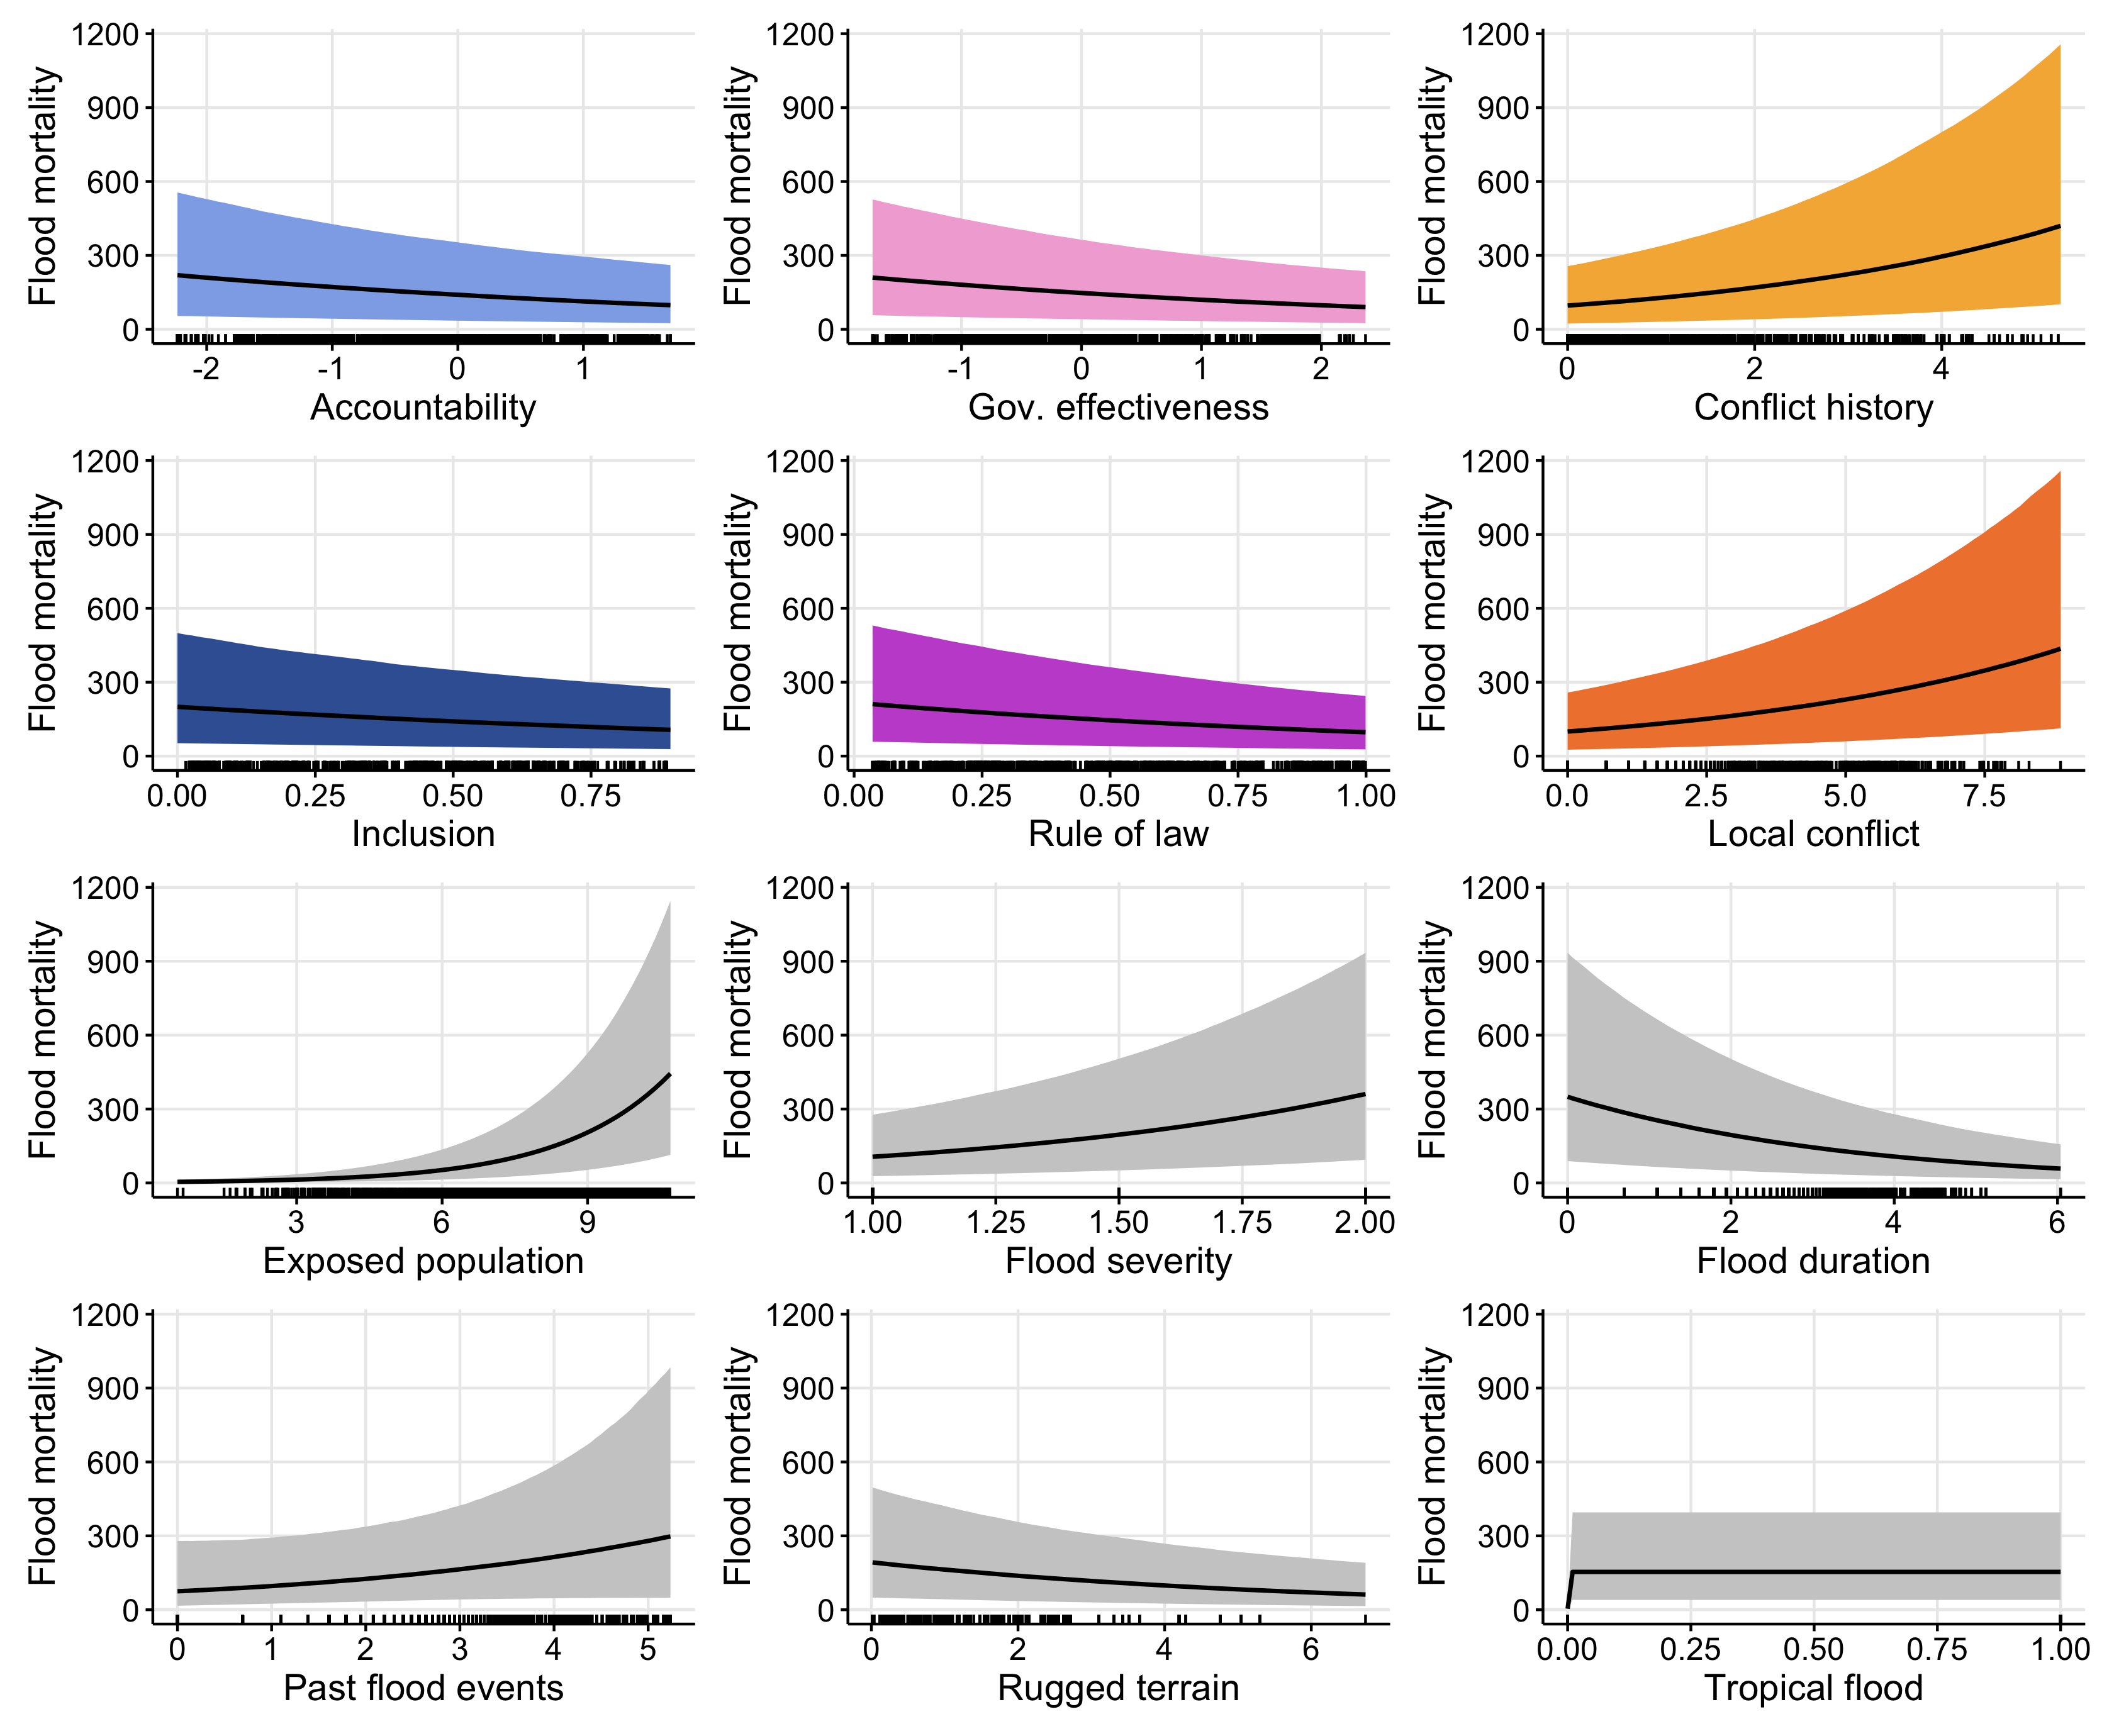 1200
900
600
300
0
Flood mortality
-2 -1 0 1
Accountability
1200
900
600
300
0
Flood mortality
-1 0 1 2
Gov. effectiveness
1200
900
600
300
0
Flood mortality
0 2 4
Conflict history
1200
900
600
300
0
Flood mortality
0.00 0.25 0.50 0.75
Inclusion
1200
900
600
300
0
Flood mortality
0.00 0.25 0.50 0.75 1.00
Rule of law
1200
900
600
300
0
Flood mortality
0.0 2.5 5.0 7.5
Local conflict
1200
900
600
300
0
Flood mortality
3 6 9
Exposed population
1200
900
600
300
0
Flood mortality
1.00 1.25 1.50 1.75 2.00
Flood severity
1200
900
600
300
0
Flood mortality
0 2 4 6
Flood duration
1200
900
600
300
0
Flood mortality
0 1 2 3 4 5
Past flood events
1200
900
600
300
0
Flood mortality
0 2 4 6
Rugged terrain
1200
900
600
300
0
Flood mortality
0.00 0.25 0.50 0.75 1.00
Tropical flood